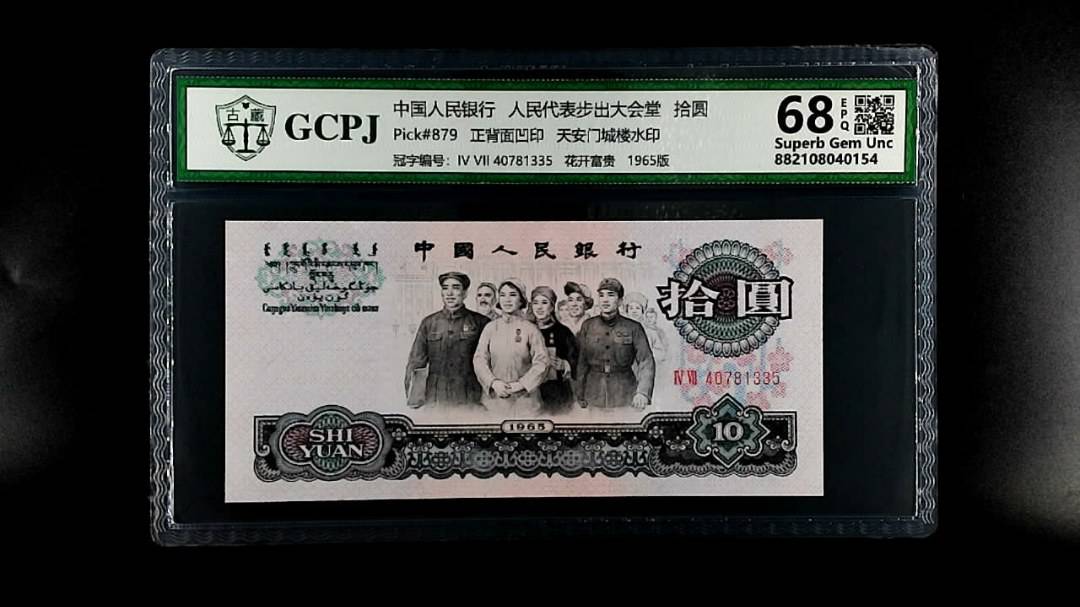 古藏
GCPJ
中国人民银行 人民代表步出大会堂 拾圆
Pick#879 正背面凹印 天安门城楼水印
冠字编号: IV VII 40781335 花开富贵 1965版
68 EPQ
Superb Gem Unc
882108040154
中國人民銀行
拾圓
IV VII 40781335
1965
SHI
YUAN
10